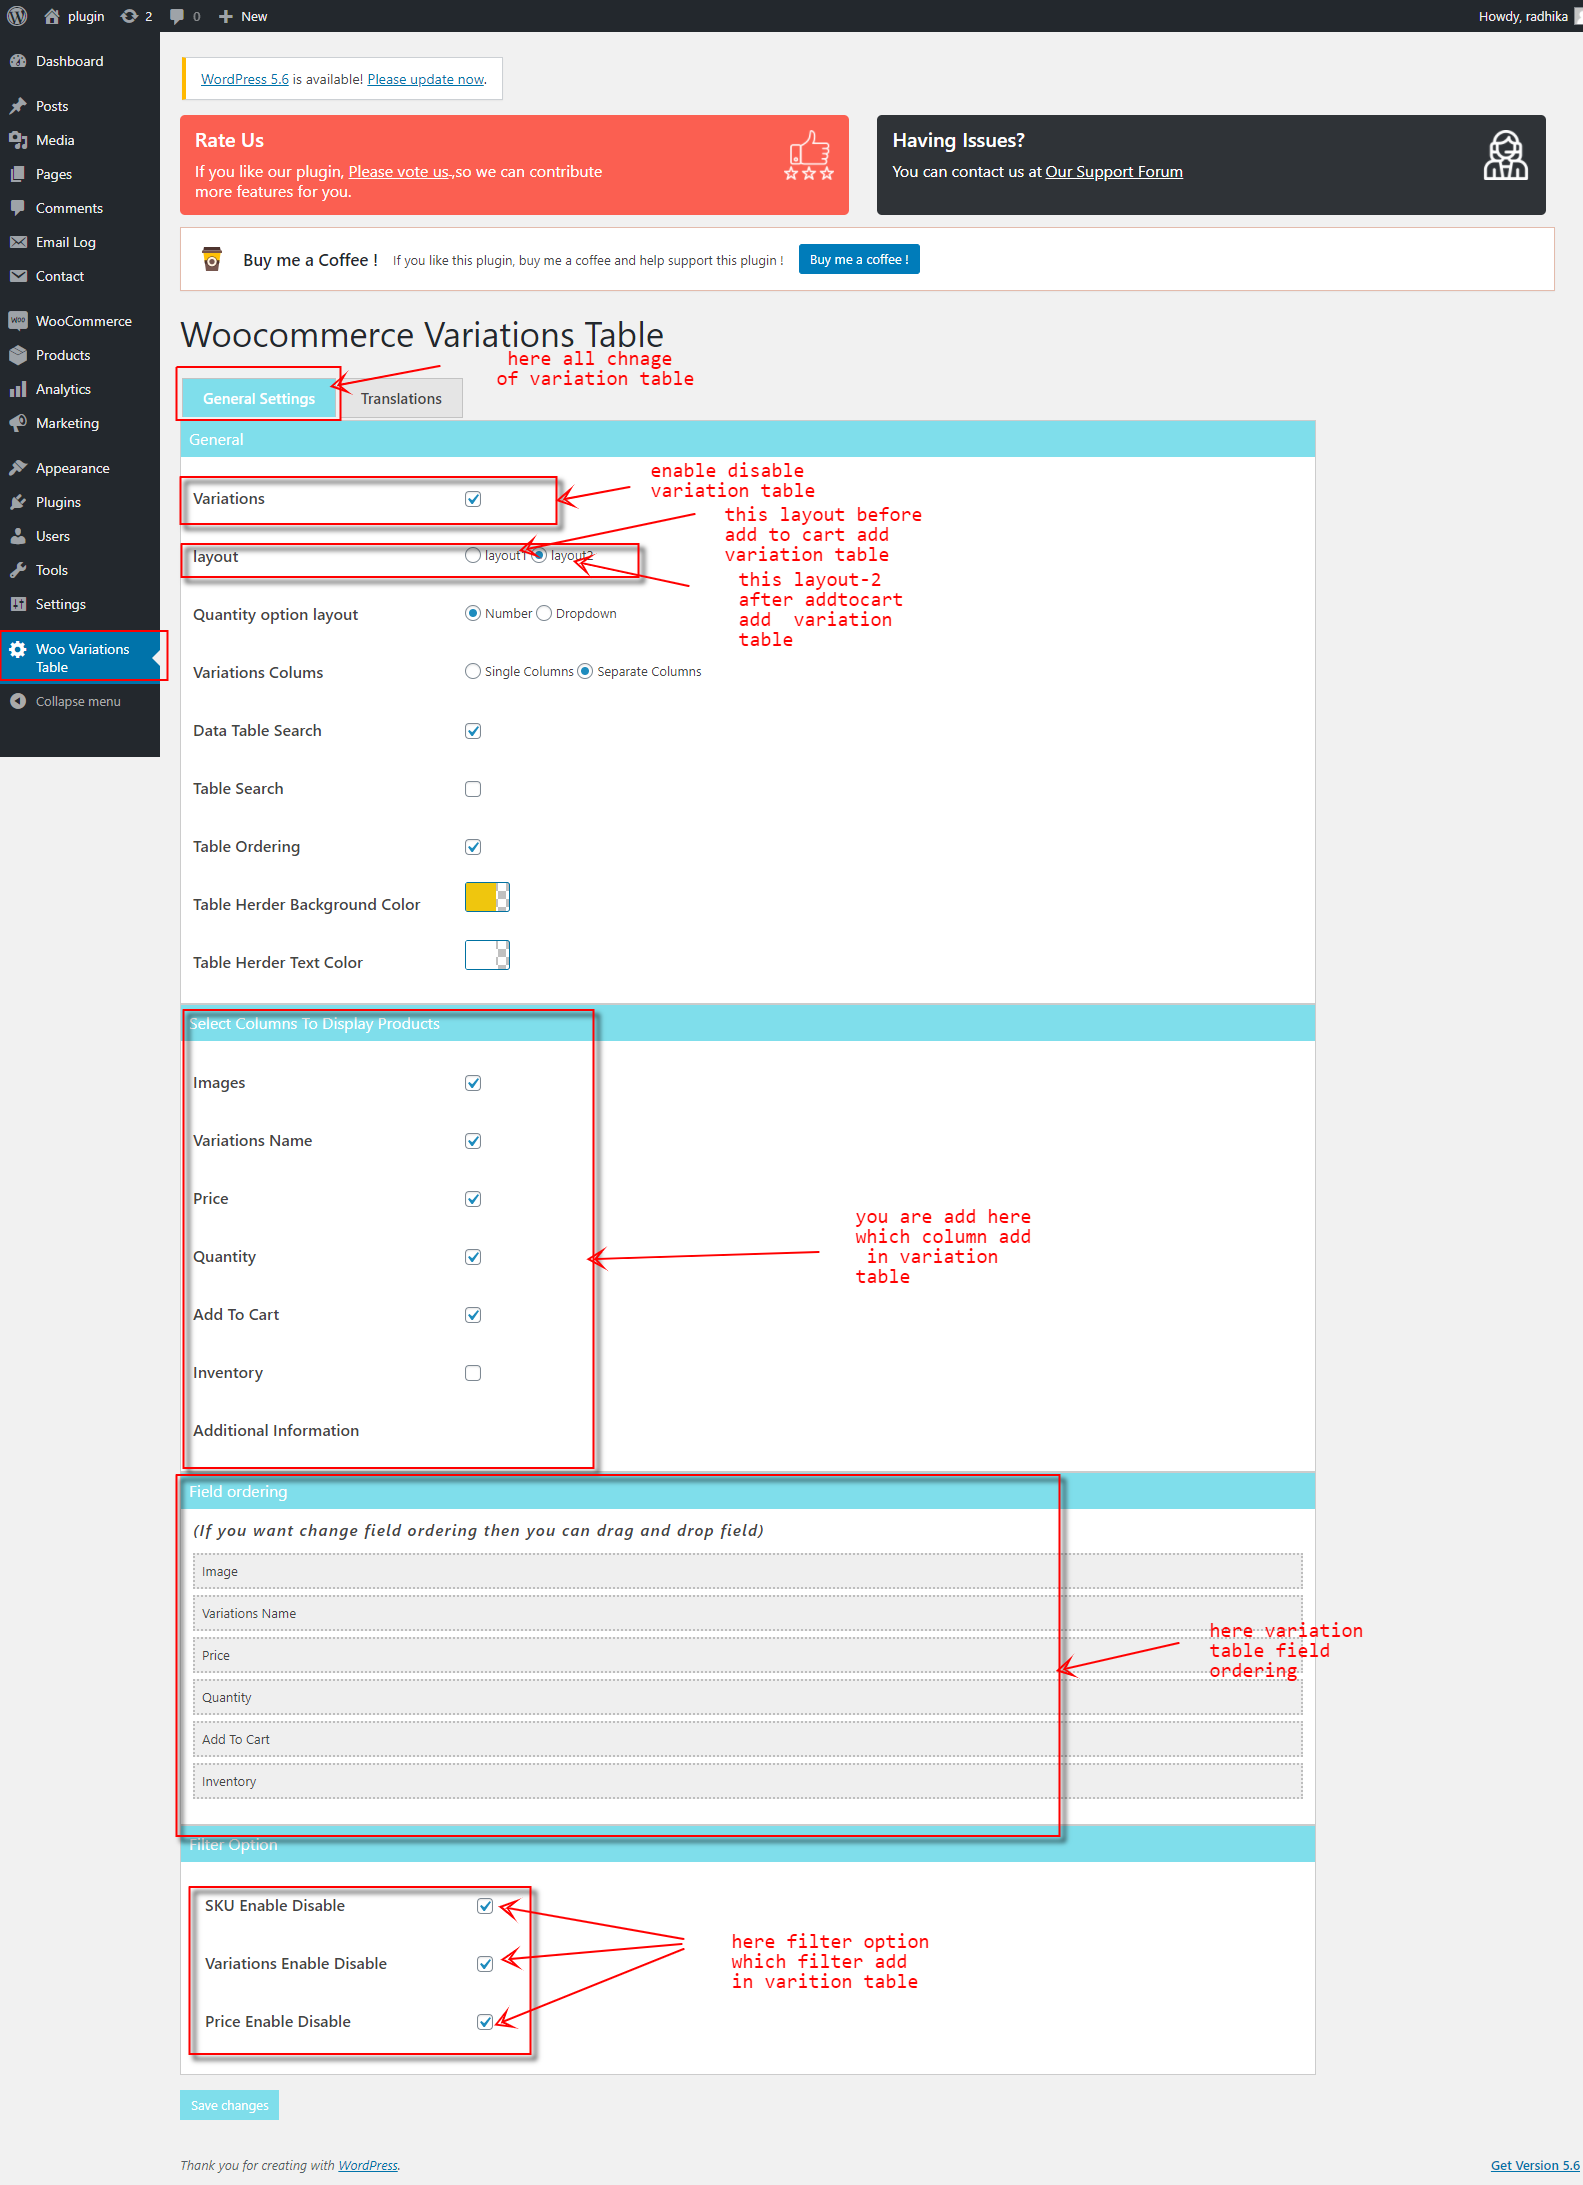 plugin 2 0 New Howdy, radhika
Dashboard
Posts
Media
Pages
Comments
Email Log
Contact
WooCommerce
Products
Analytics
Marketing
Appearance
Plugins
Users
Tools
Settings
Woo Variations
Table
Collapse menu
WordPress 5.6 is available! Please update now.
Rate Us
If you like our plugin, Please vote us ,so we can contribute
more features for you.
Having Issues?
You can contact us at Our Support Forum
Buy me a Coffee ! If you like this plugin, buy me a coffee and help support this plugin ! Buy me a coffee !
Woocommerce Variations Table
here all chnage
of variation table
General Settings Translations
General
Variations
enable disable
variation table
layout layout1 layout2
this layout before
add to cart add
variation table
this layout-2
after addtocart
add variation
table
Quantity option layout Number Dropdown
Variations Colums Single Columns Separate Columns
Data Table Search
Table Search
Table Ordering
Table Herder Background Color
Table Herder Text Color
Select Columns To Display Products
Images
Variations Name
Price
Quantity
Add To Cart
Inventory
Additional Information
you are add here
which column add
in variation
table
Field ordering
(If you want change field ordering then you can drag and drop field)
Image
Variations Name
Price
Quantity
Add To Cart
Inventory
here variation
table field
ordering
Filter Option
SKU Enable Disable
Variations Enable Disable
Price Enable Disable
here filter option
which filter add
in varition table
Save changes
Thank you for creating with WordPress.
Get Version 5.6